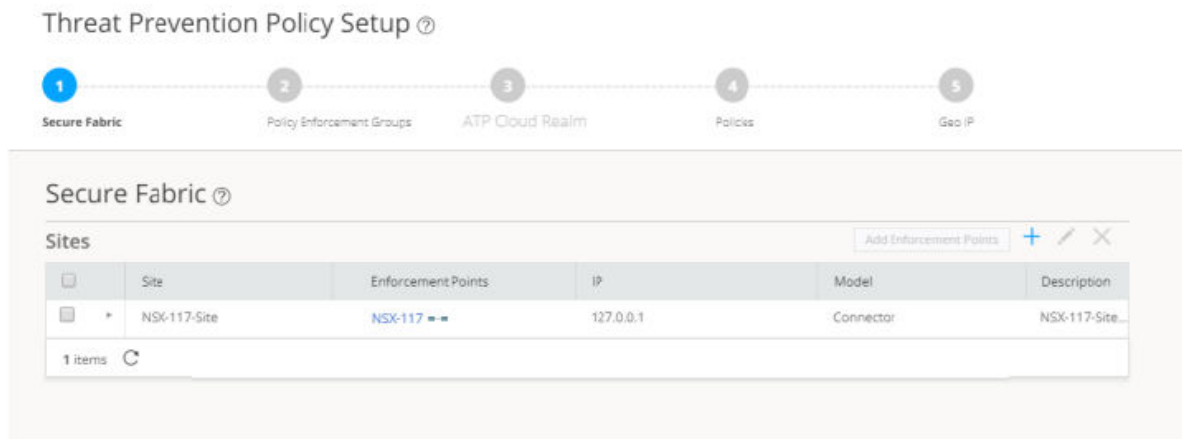 Threat Prevention Policy Setup ?
1 2 3 4 5
Secure Fabric Policy Enforcement Groups ATP Cloud Realm Policies Geo IP
Secure Fabric ?
Sites Add Enforcement Points
Site Enforcement Points IP Model Description
NSX-117-Site NSX-117 127.0.0.1 Connector NSX-117-Site...
1 items